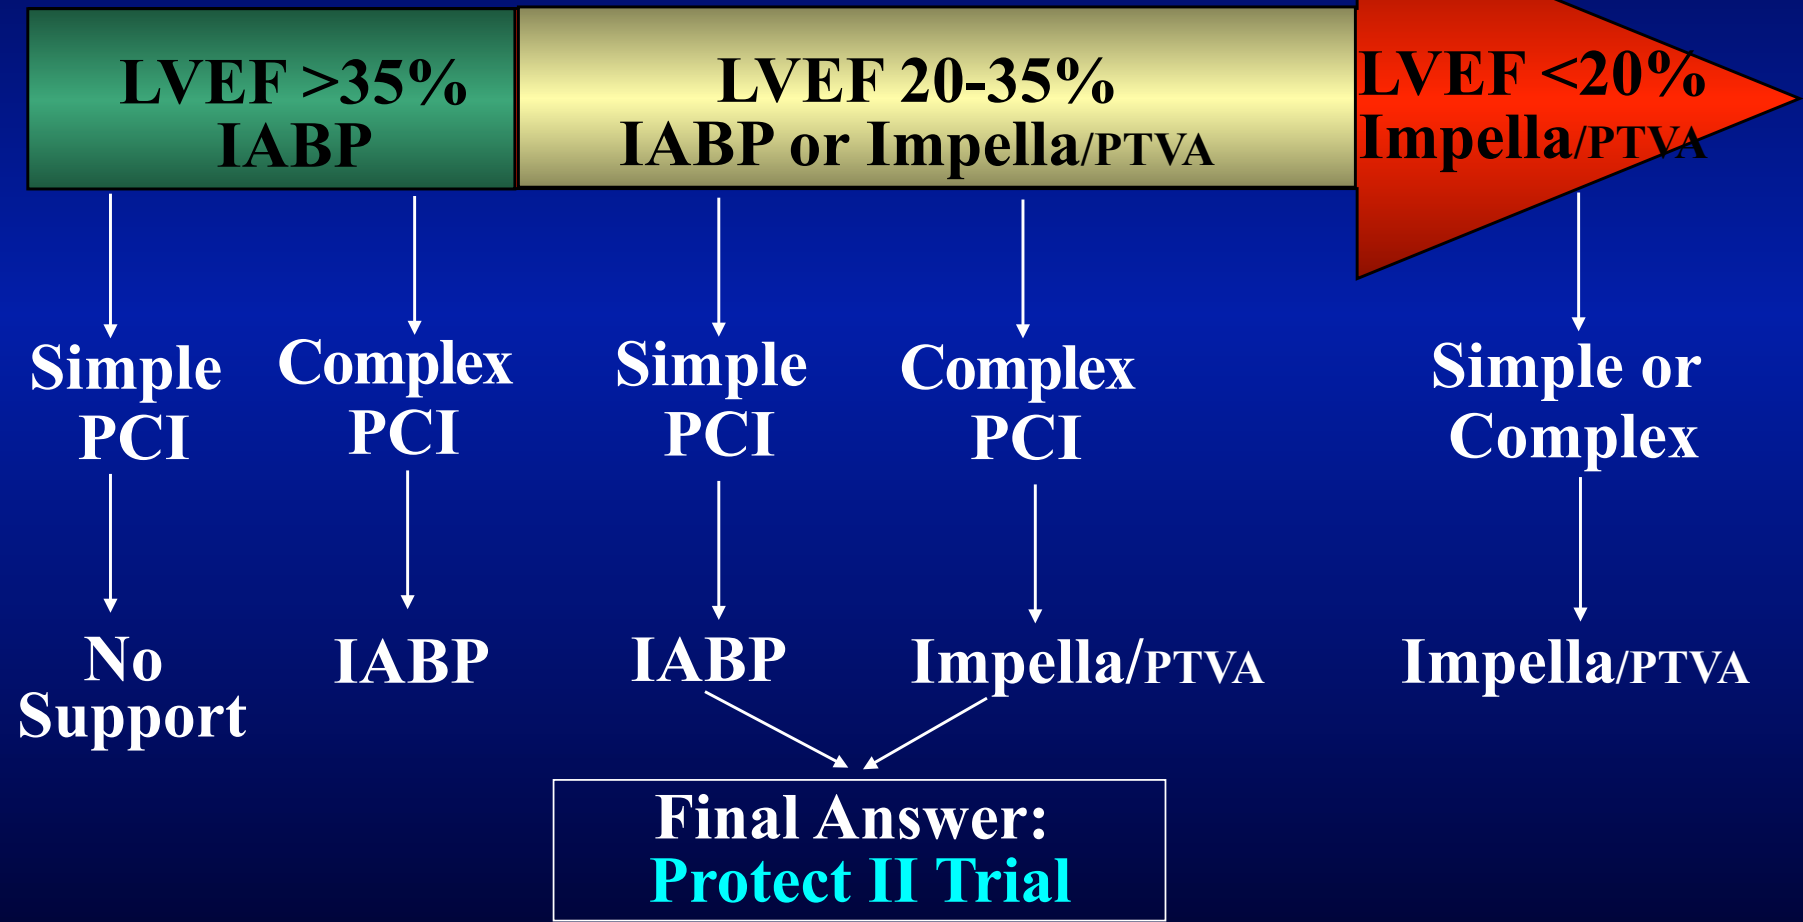 LVEF >35%
IABP
LVEF 20-35%
IABP or Impella/PTVA
LVEF <20%
Impella/PTVA
Simple
PCI
Complex
PCI
Simple
PCI
Complex
PCI
Simple or
Complex
No
Support
IABP
IABP
Impella/PTVA
Impella/PTVA
Final Answer:
Protect II Trial